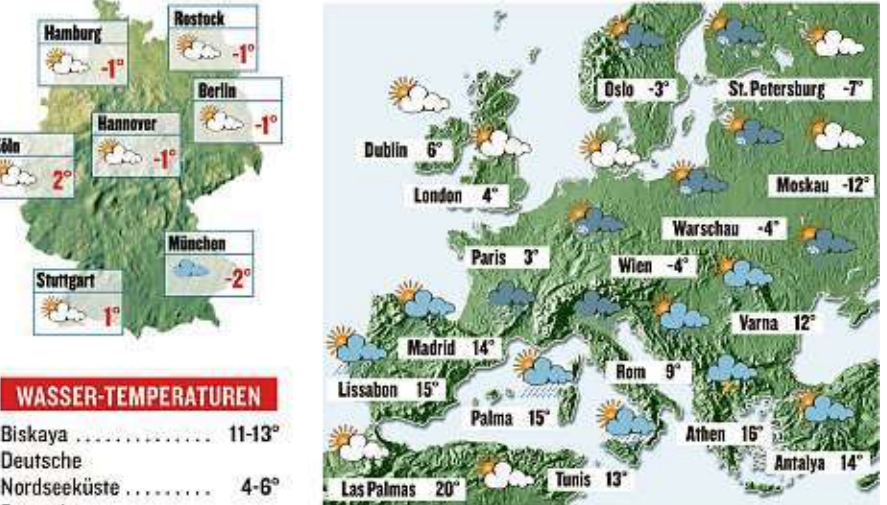 Hamburg
-1°
Rostock
-1°
Berlin
-1°
Hannover
-1°
öln
2°
München
-2°
Stuttgart
1°
WASSER-TEMPERATUREN
Biskaya .............. 11-13°
Deutsche
Nordseeküste ......... 4-6°
Oslo -3°
St. Petersburg -7°
Dublin 6°
London 4°
Moskau -12°
Warschau -4°
Paris 3°
Wien -4°
Varna 12°
Madrid 14°
Rom 9°
Lissabon 15°
Palma 15°
Athen 16°
Antalya 14°
Las Palmas 20°
Tunis 13°